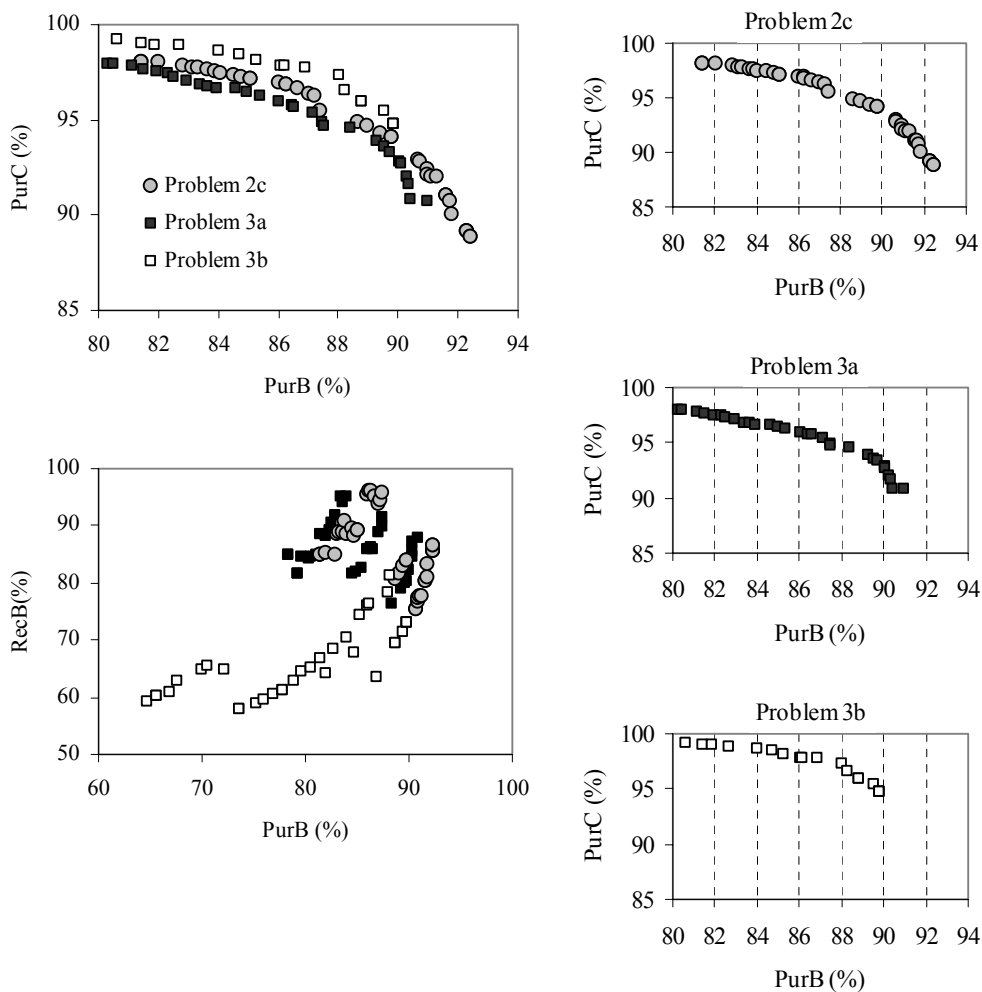 100
95
90
85
PurC (%)
Problem 2c
Problem 3a
Problem 3b
80 82 84 86 88 90 92 94
PurB (%)
Problem 2c
100
95
90
85
PurC (%)
80 82 84 86 88 90 92 94
PurB (%)
Problem 3a
100
95
90
85
PurC (%)
80 82 84 86 88 90 92 94
PurB (%)
100
90
80
70
60
50
RecB(%)
60 70 80 90 100
PurB (%)
Problem 3b
100
95
90
85
PurC (%)
80 82 84 86 88 90 92 94
PurB (%)